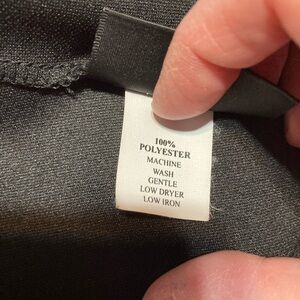 100%
POLYESTER
MACHINE
WASH
GENTLE
LOW DRYER
LOW IRON